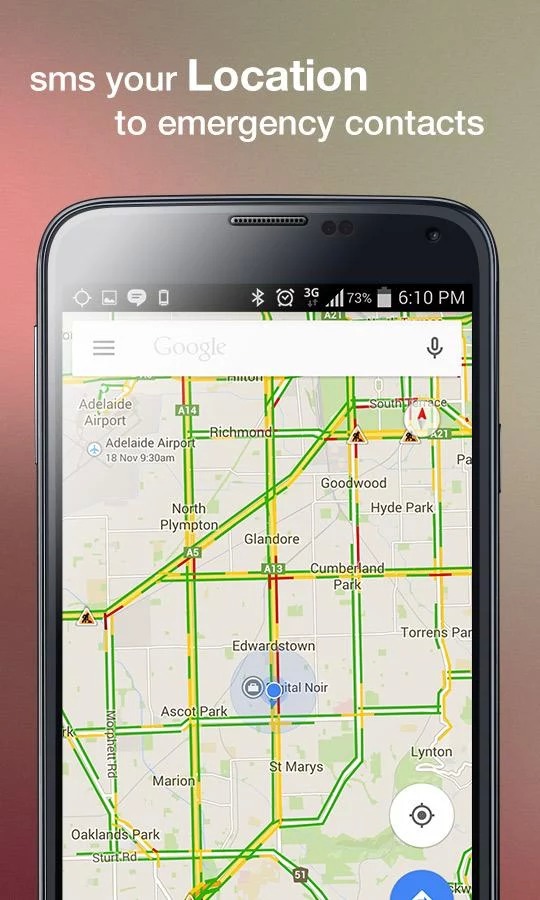 sms your Location
to emergency contacts
3G
73%
6:10 PM
A21
Google
Hilton
Adelaide
Airport
A14
South Terrace
Richmond
A21
Adelaide Airport
18 Nov 9:30am
Pa
Goodwood
North
Plympton
Hyde Park
Glandore
A5
A13
Cumberland
Park
Torrens Par
Edwardstown
Digital Noir
Ascot Park
rk
Morphett Rd
Lynton
St Marys
Marion
Oaklands Park
Sturt Rd
51
kw